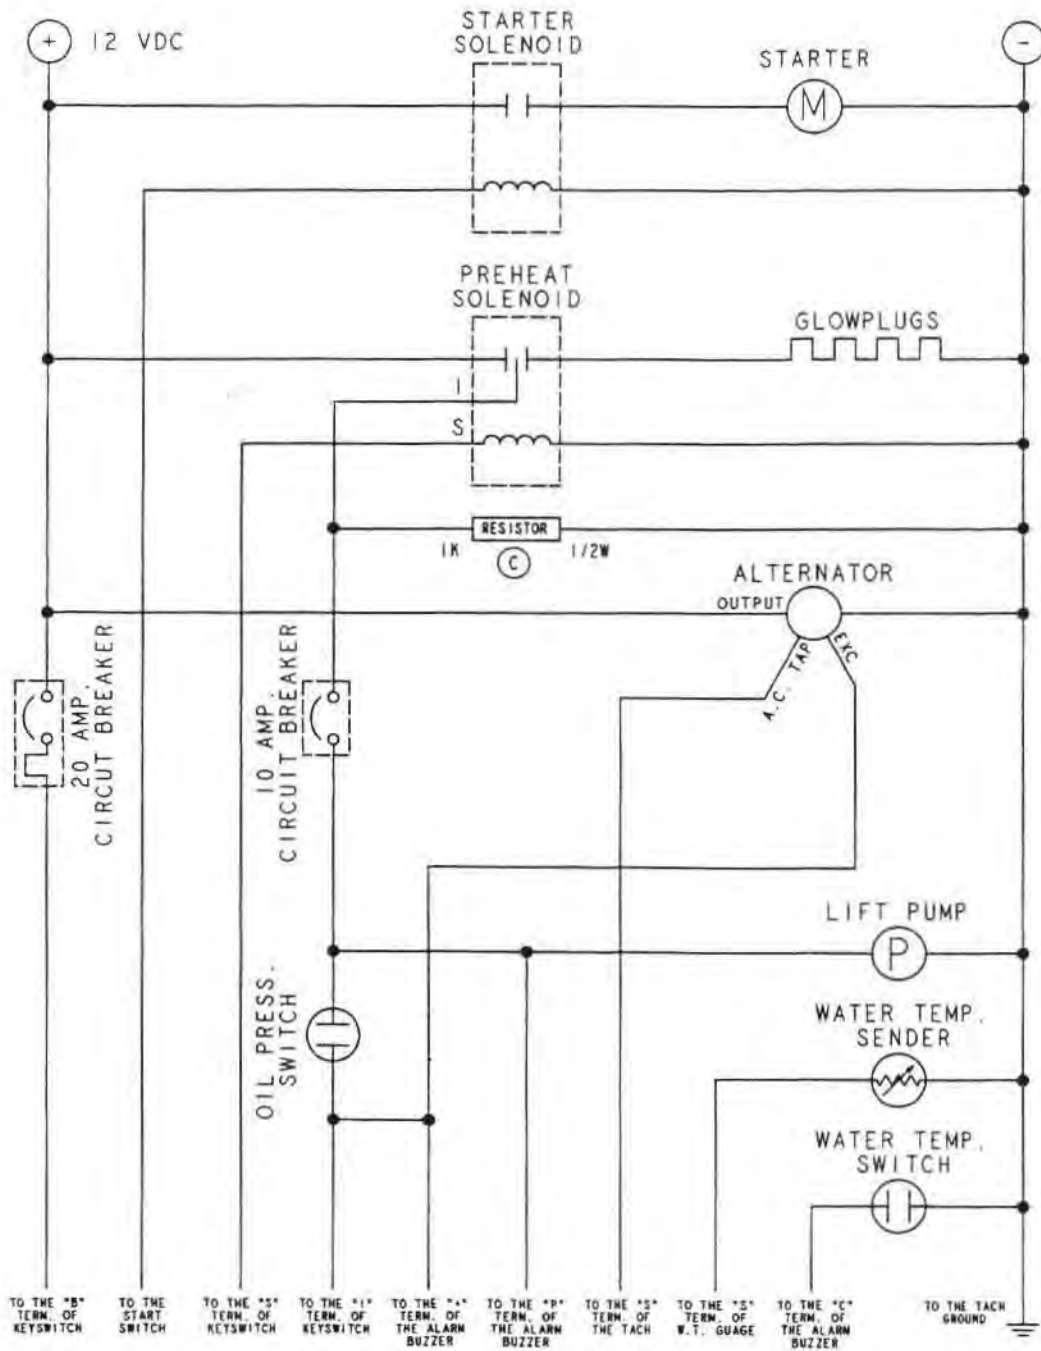 + 12 VDC
STARTER
SOLENOID
-
STARTER
M
PREHEAT
SOLENOID
GLOWPLUGS
I
S
RESISTOR
1K
C
1/2W
ALTERNATOR
OUTPUT
A.C. TAP
EXC
20 AMP.
CIRCUT BREAKER
10 AMP.
CIRCUIT BREAKER
LIFT PUMP
P
OIL PRESS.
SWITCH
WATER TEMP.
SENDER
WATER TEMP.
SWITCH
TO THE "B"
TERM. OF
KEYSWITCH
TO THE
START
SWITCH
TO THE "S"
TERM. OF
KEYSWITCH
TO THE "I"
TERM. OF
KEYSWITCH
TO THE "+"
TERM. OF
THE ALARM
BUZZER
TO THE "P"
TERM. OF
THE ALARM
BUZZER
TO THE "S"
TERM. OF
THE TACH
TO THE "S"
TERM. OF
W.T. GUAGE
TO THE "C"
TERM. OF
THE ALARM
BUZZER
TO THE TACH
GROUND